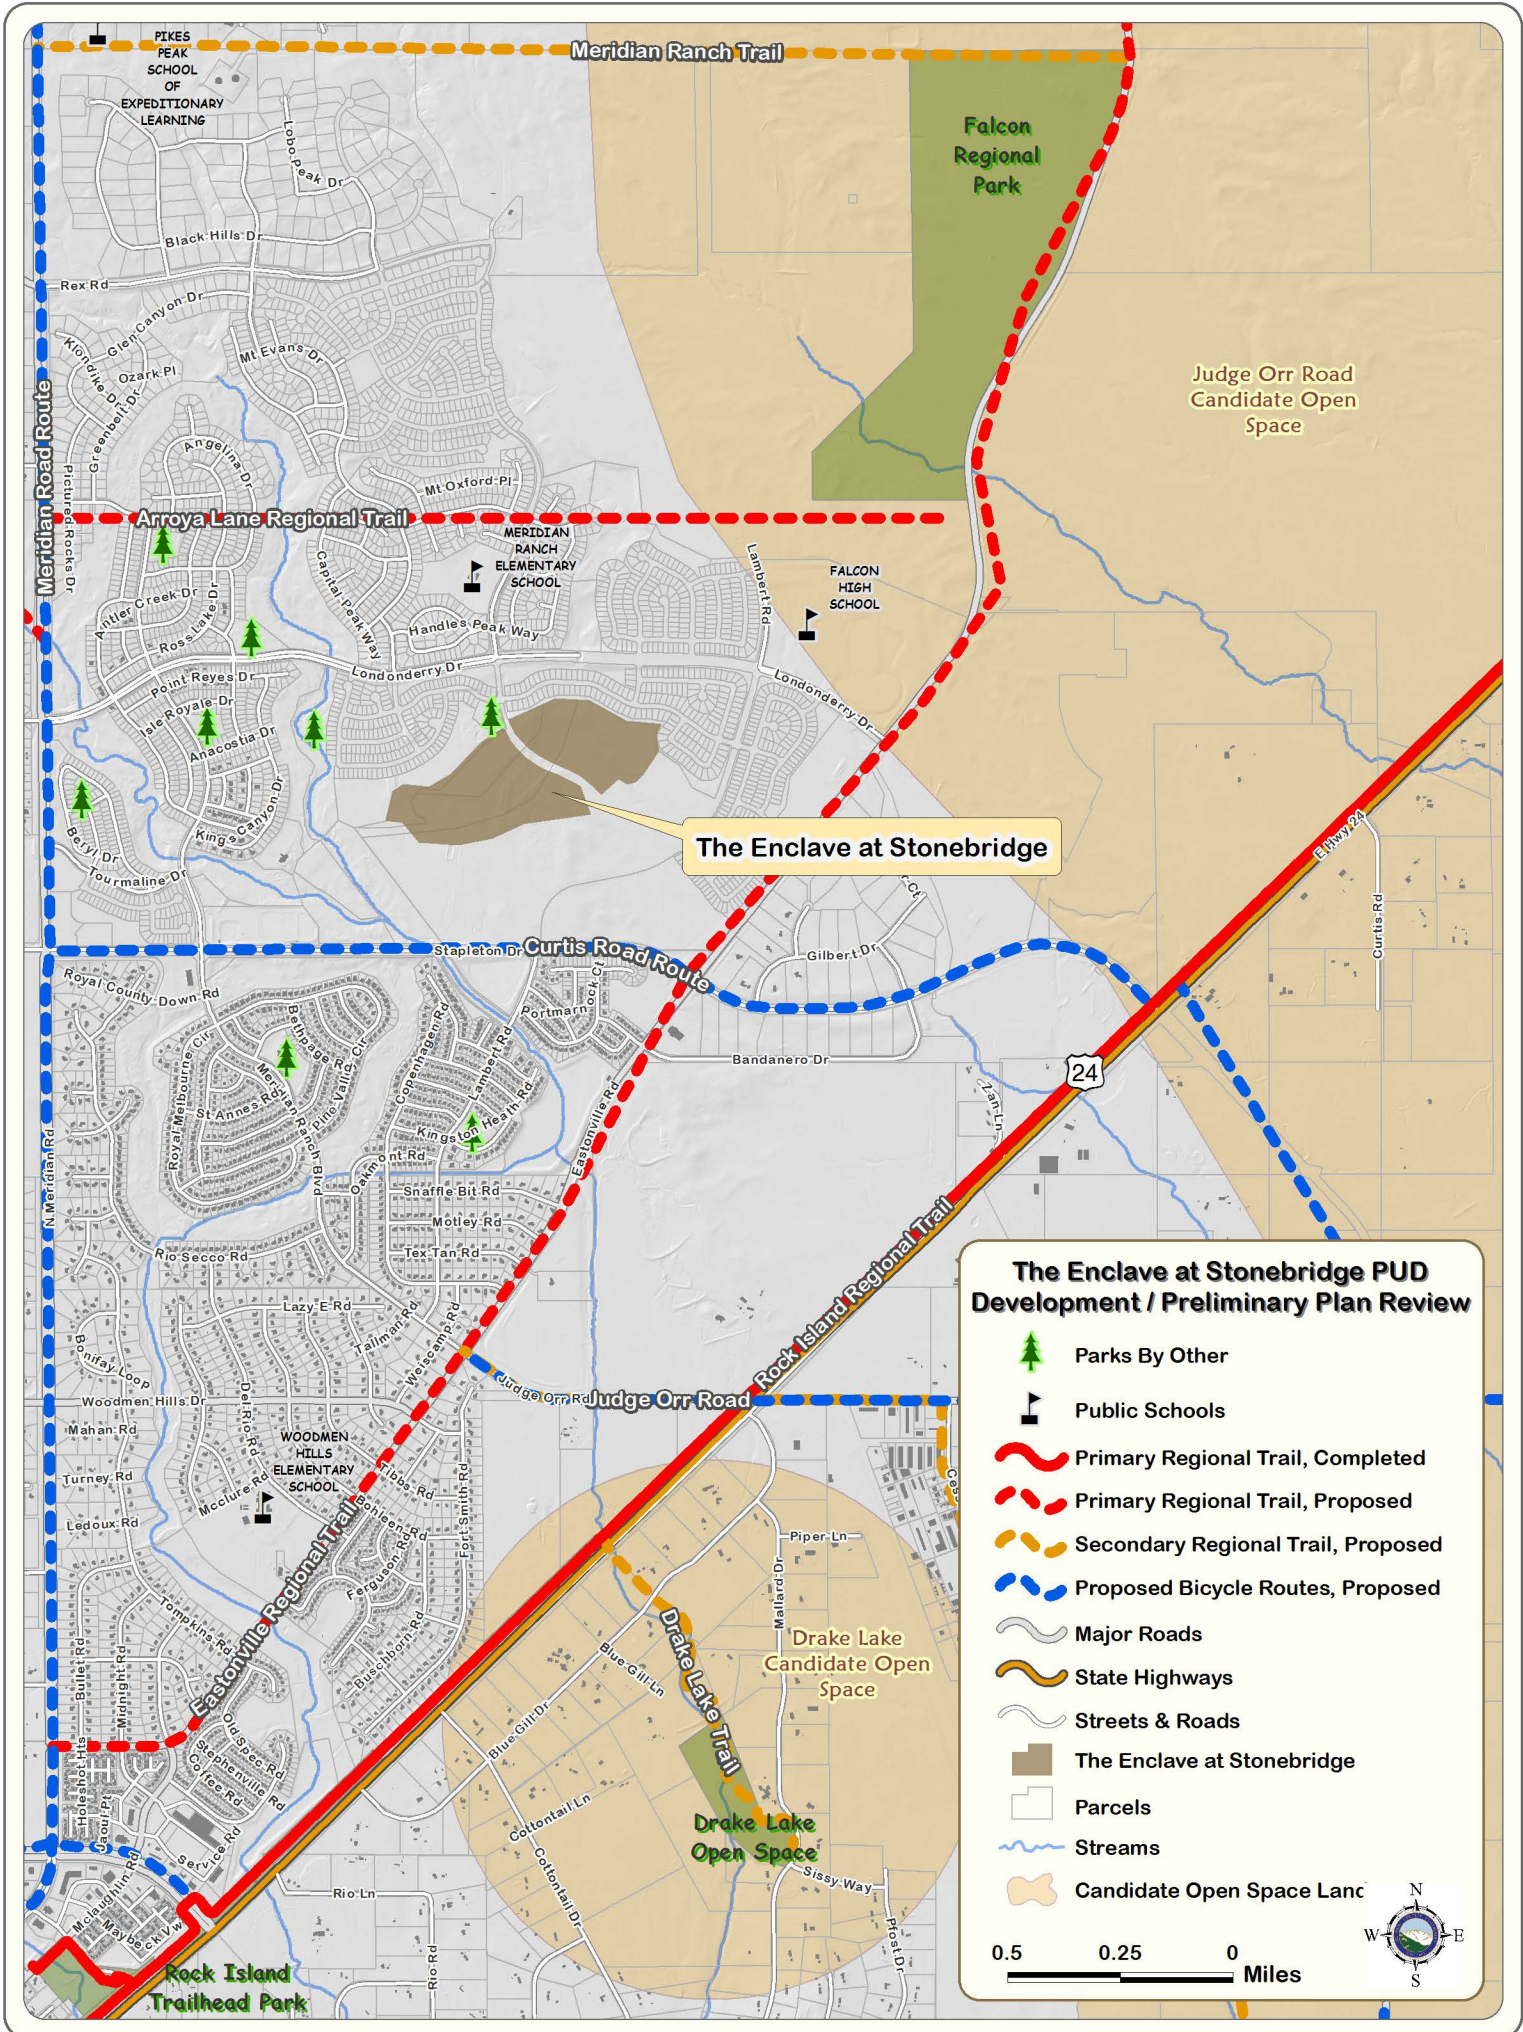 PIKES
PEAK
SCHOOL
OF
EXPEDITIONARY
LEARNING
Meridian Ranch Trail
Falcon
Regional
Park
Lobo Peak Dr
Black Hills Dr
Rex Rd
Glen Canyon Dr
Klondike Dr
Mt Evans Dr
Ozark Pl
Greenbelt Dr
Judge Orr Road
Candidate Open
Space
Meridian Road Route
Angelina Dr
Pictured Rocks Dr
Mt Oxford Pl
Arroya Lane Regional Trail
MERIDIAN
RANCH
ELEMENTARY
SCHOOL
Capital Peak Way
Lambert Rd
FALCON
HIGH
SCHOOL
Antler Creek Dr
Ross Lake Dr
Handles Peak Way
Londonderry Dr
Point Reyes Dr
Londonderry Dr
Isle Royale Dr
Anacostia Dr
Kings Canyon Dr
Beryl Dr
Tourmaline Dr
The Enclave at Stonebridge
E Hwy 24
Curtis Rd
r Ct
Stapleton Dr
Curtis Road Route
Gilbert Dr
Royal County Down Rd
Portmarnock Ct
Bethpage R
Copenhagen Rd
Lambert Rd
Bandanero Dr
24
Royal Melbourne Cir
Meridian Ranch Blvd
Pine Valley Cir
St Annes Rd
Kingston Heath Rd
Eastonville Rd
Zan Ln
N Meridian Rd
Oakmont Rd
Snaffle Bit Rd
Motley Rd
Tex Tan Rd
Rio Secco Rd
Lazy E Rd
Tallman Rd
Weiscamp Rd
Bonifay Loop
Rock Island Regional Trail
Judge Orr Rd
Judge Orr Road
Woodmen Hills Dr
Del Rio Rd
Mahan Rd
WOODMEN
HILLS
ELEMENTARY
SCHOOL
Turney Rd
Mcclure Rd
Tibbs Rd
Bohleen Rd
Fort Smith Rd
Cess
Ledoux Rd
Ferguson Rd
Piper Ln
Mallard Dr
Eastonville Regional Trail
Tompkins Rd
Buschborn Rd
Bullet Rd
Midnight Rd
Blue Gill Ln
Drake Lake Trail
Drake Lake
Candidate Open
Space
Blue Gill Dr
Old Spec Rd
Stephenville Rd
Coffee Rd
Holeshot Hts
Jaoul Pt
Service Rd
Cottontail Ln
Cottontail Dr
Drake Lake
Open Space
Sissy Way
Pfost Dr
Mclaughlin Rd
Maybeck Vw
Rio Ln
Rio Rd
Rock Island
Trailhead Park
The Enclave at Stonebridge PUD
Development / Preliminary Plan Review
Parks By Other
Public Schools
Primary Regional Trail, Completed
Primary Regional Trail, Proposed
Secondary Regional Trail, Proposed
Proposed Bicycle Routes, Proposed
Major Roads
State Highways
Streets & Roads
The Enclave at Stonebridge
Parcels
Streams
Candidate Open Space Land
N
W
E
S
0.5 0.25 0
Miles